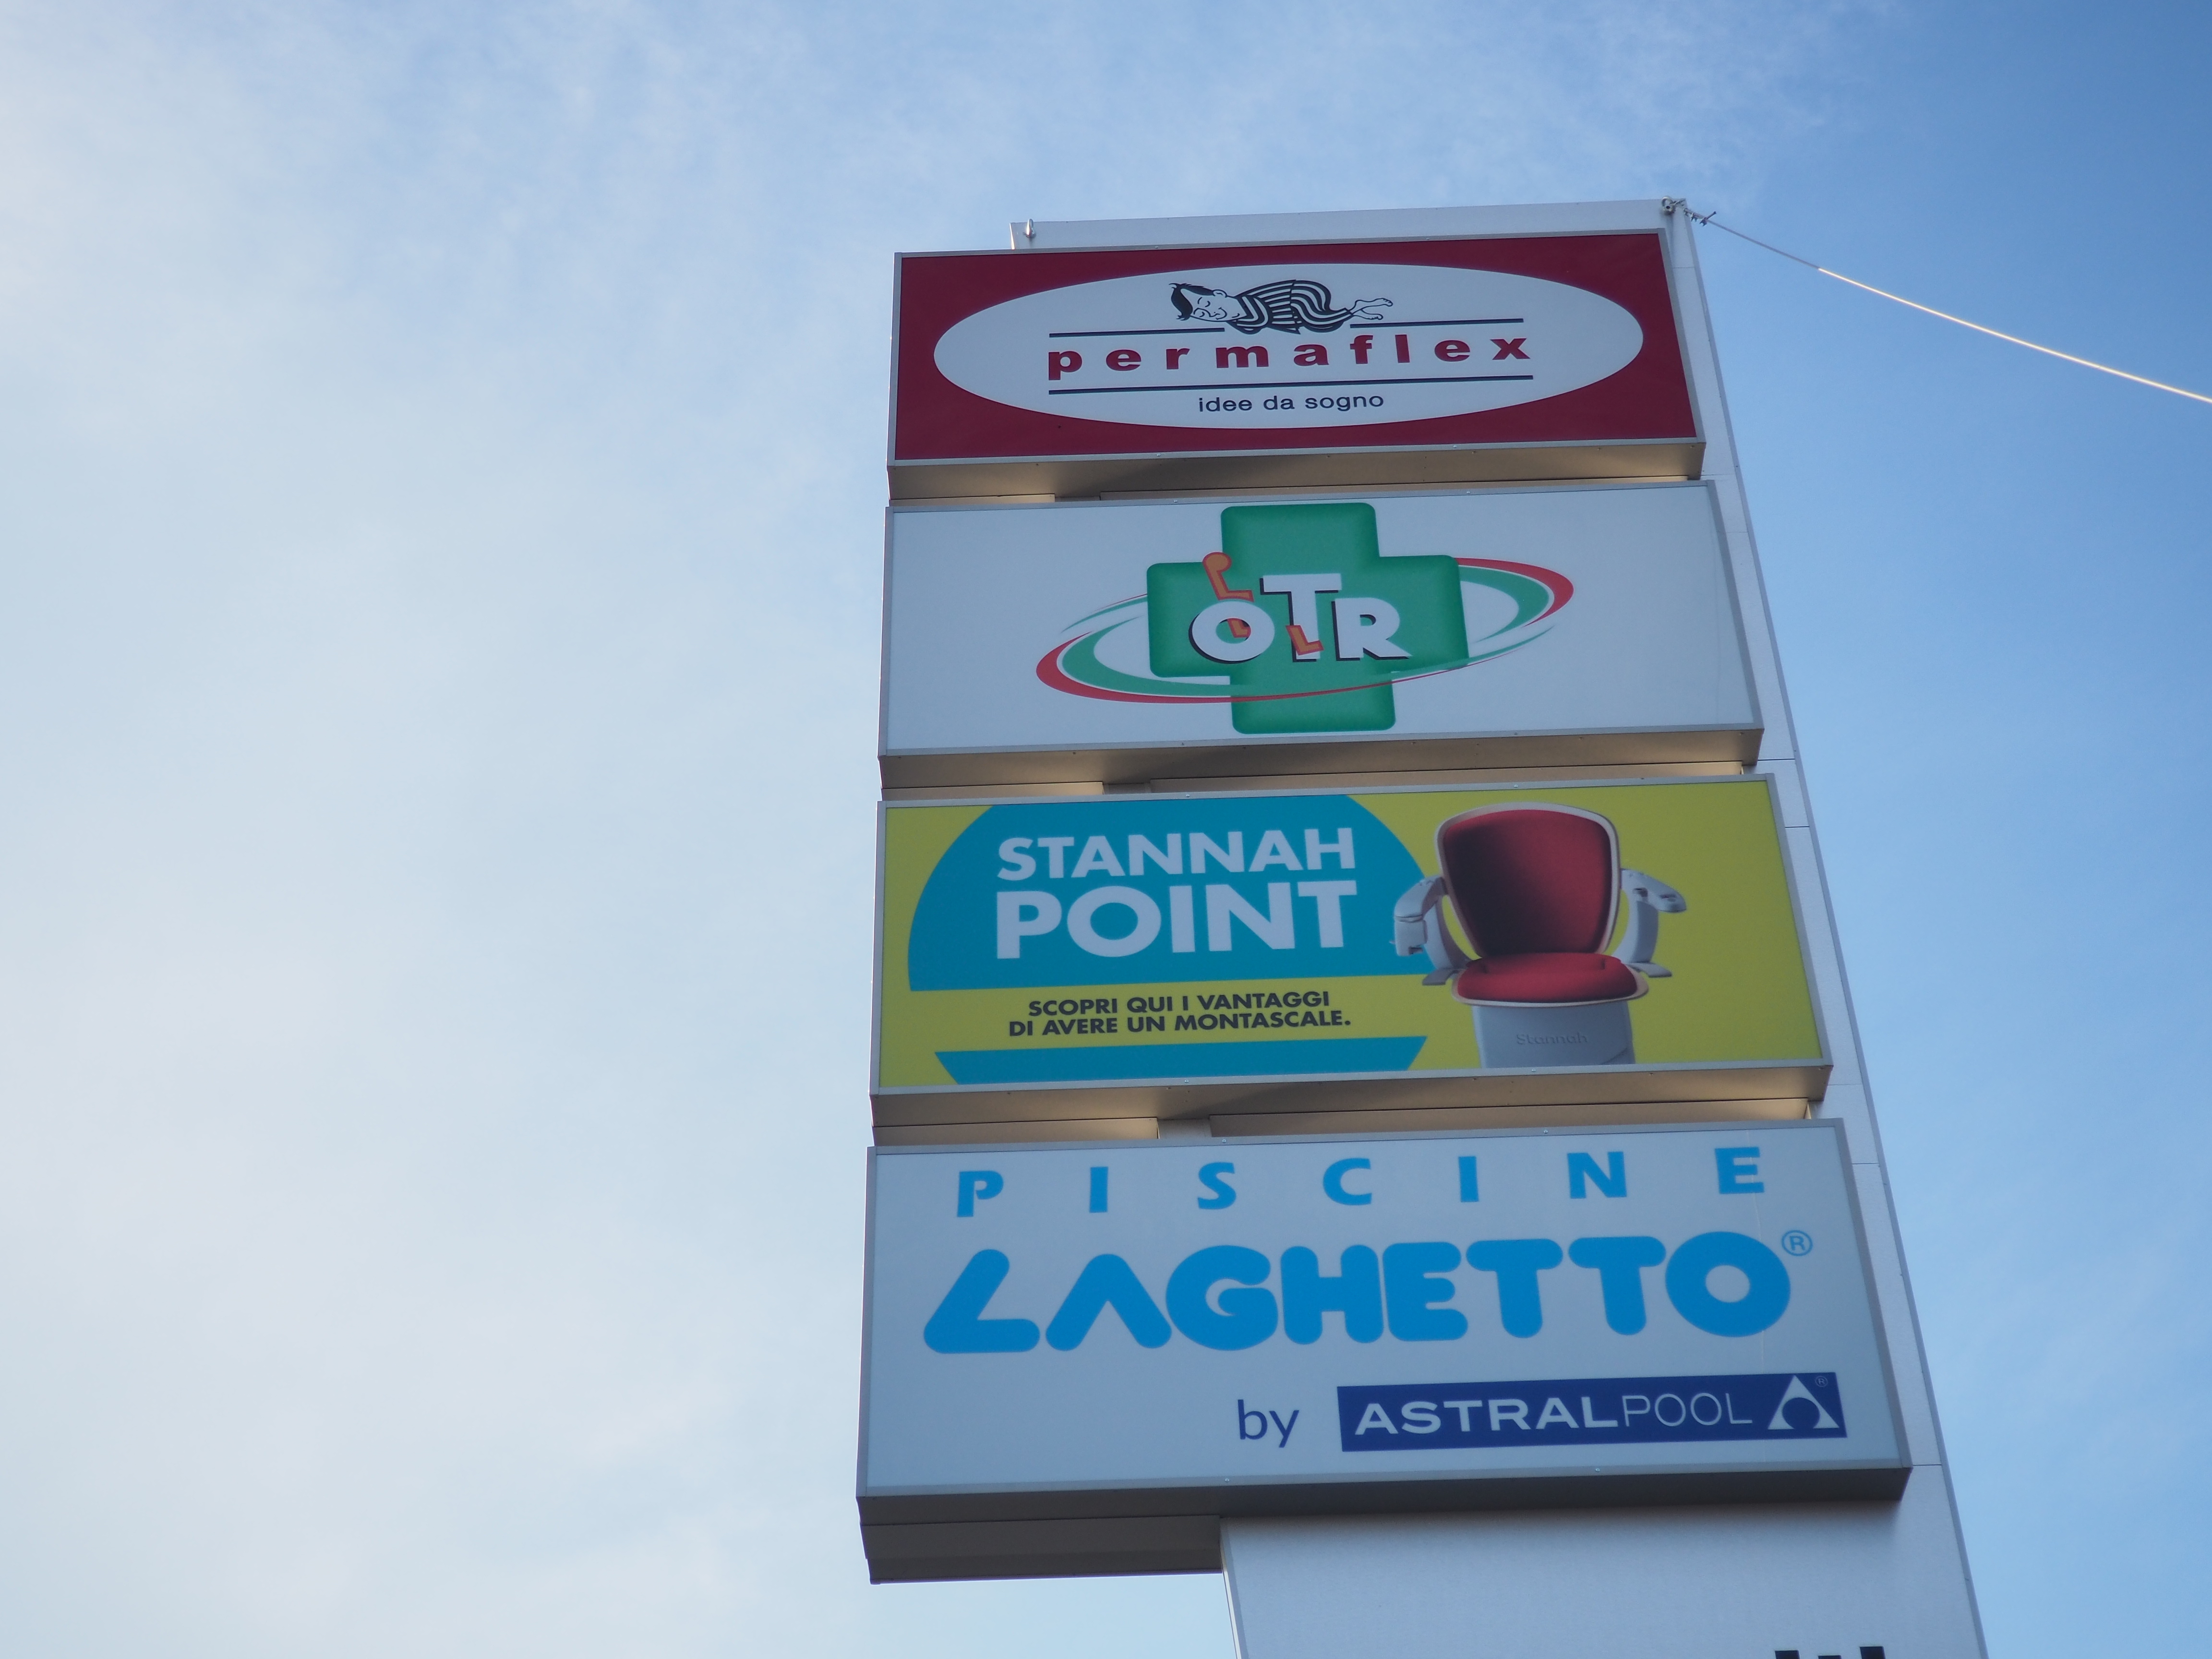 permaflex
idee da sogno
OTR
STANNAH
POINT
SCOPRI QUI I VANTAGGI
DI AVERE UN MONTASCALE.
Stannah
PISCINE
LAGHETTO®
by ASTRALPOOL®